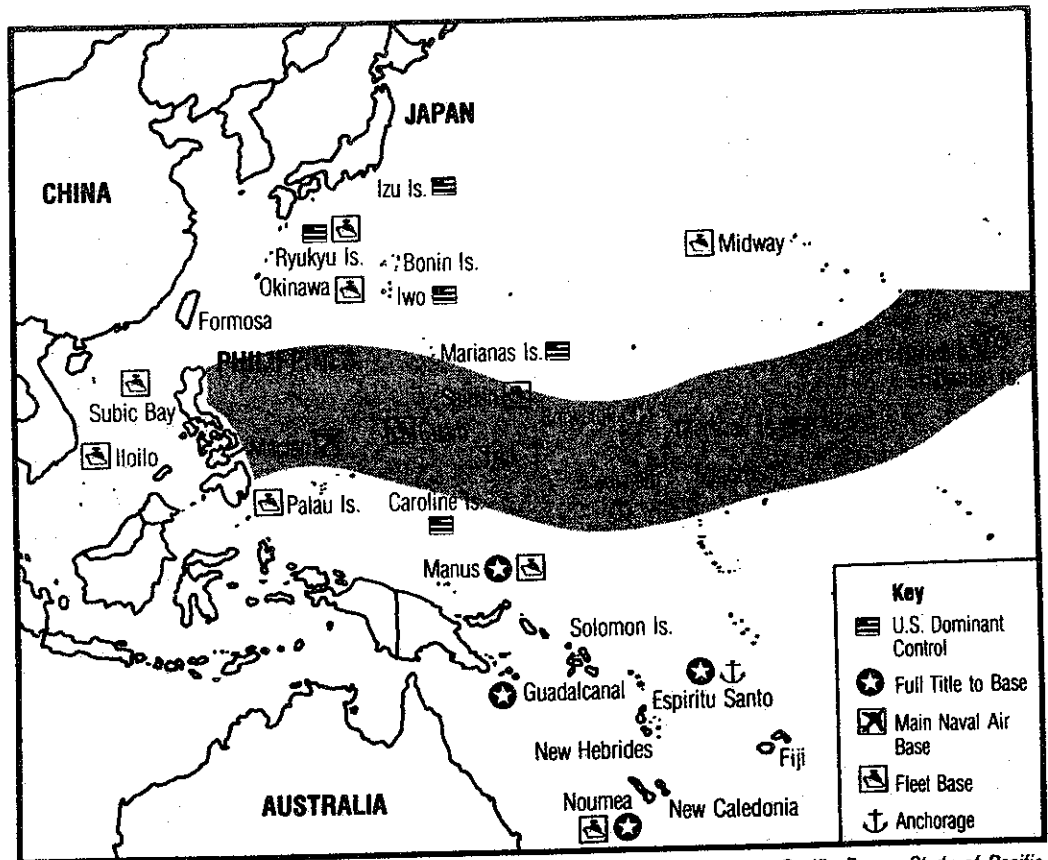 JAPAN
CHINA
Izu Is.
Midway
Ryukyu Is.
Bonin Is.
Okinawa
Iwo
Formosa
PHILIPPINES
Marianas Is.
Subic Bay
Iloilo
Palau Is.
Caroline Is.
Manus
Solomon Is.
Guadalcanal
Espiritu Santo
New Hebrides
Fiji
AUSTRALIA
Noumea
New Caledonia
Key
U.S. Dominant
Control
Full Title to Base
Main Naval Air
Base
Fleet Base
Anchorage